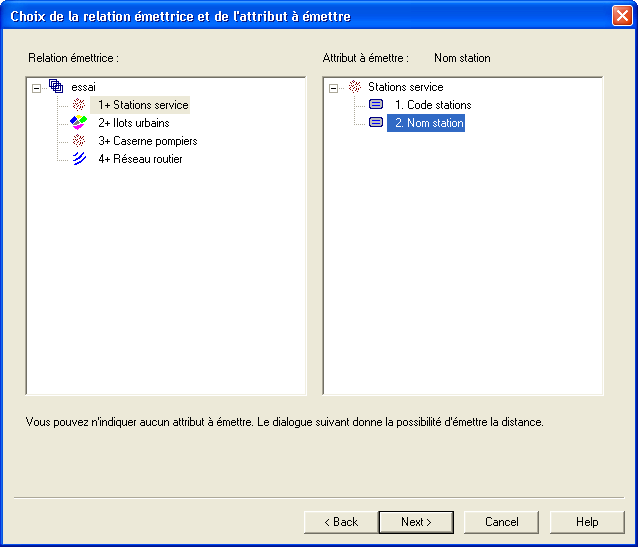 Choix de la relation émettrice et de l'attribut à émettre
Relation émettrice :
Attribut à émettre : Nom station
essai
1+ Stations service
2+ Ilots urbains
3+ Caserne pompiers
4+ Réseau routier
Stations service
1. Code stations
2. Nom station
Vous pouvez n'indiquer aucun attribut à émettre. Le dialogue suivant donne la possibilité d'émettre la distance.
< Back
Next >
Cancel
Help